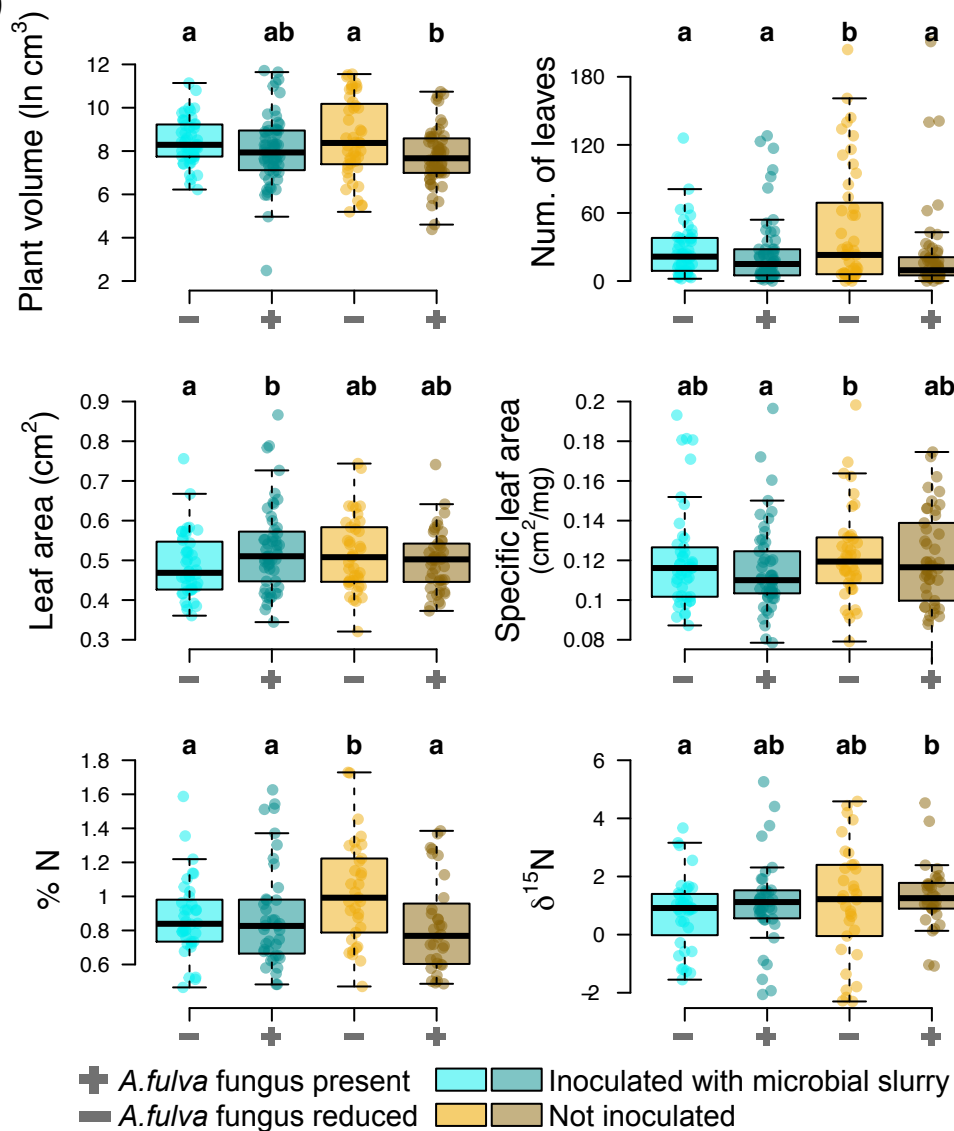 )
Plant volume (ln cm³)
a ab a b
12
10
8
6
4
2
− + − +
Num. of leaves
a a b a
180
120
60
0
− + − +
Leaf area (cm²)
a b ab ab
0.9
0.8
0.7
0.6
0.5
0.4
0.3
− + − +
Specific leaf area
(cm²/mg)
ab a b ab
0.2
0.18
0.16
0.14
0.12
0.1
0.08
− + − +
% N
a a b a
1.8
1.6
1.4
1.2
1
0.8
0.6
− + − +
δ ¹⁵N
a ab ab b
6
4
2
0
−2
− + − +
+ A.fulva fungus present
− A.fulva fungus reduced
Inoculated with microbial slurry
Not inoculated